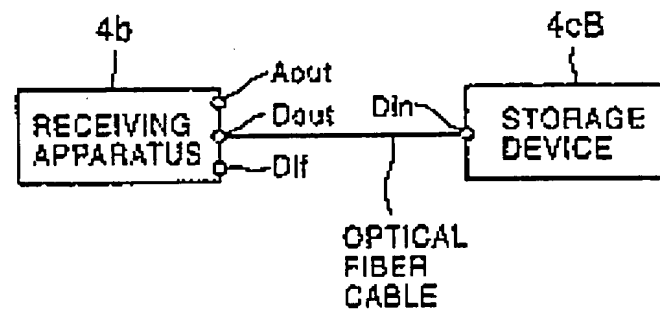 4b
4cB
Aout
Dout
Din
RECEIVING
APPARATUS
STORAGE
DEVICE
Dif
OPTICAL
FIBER
CABLE